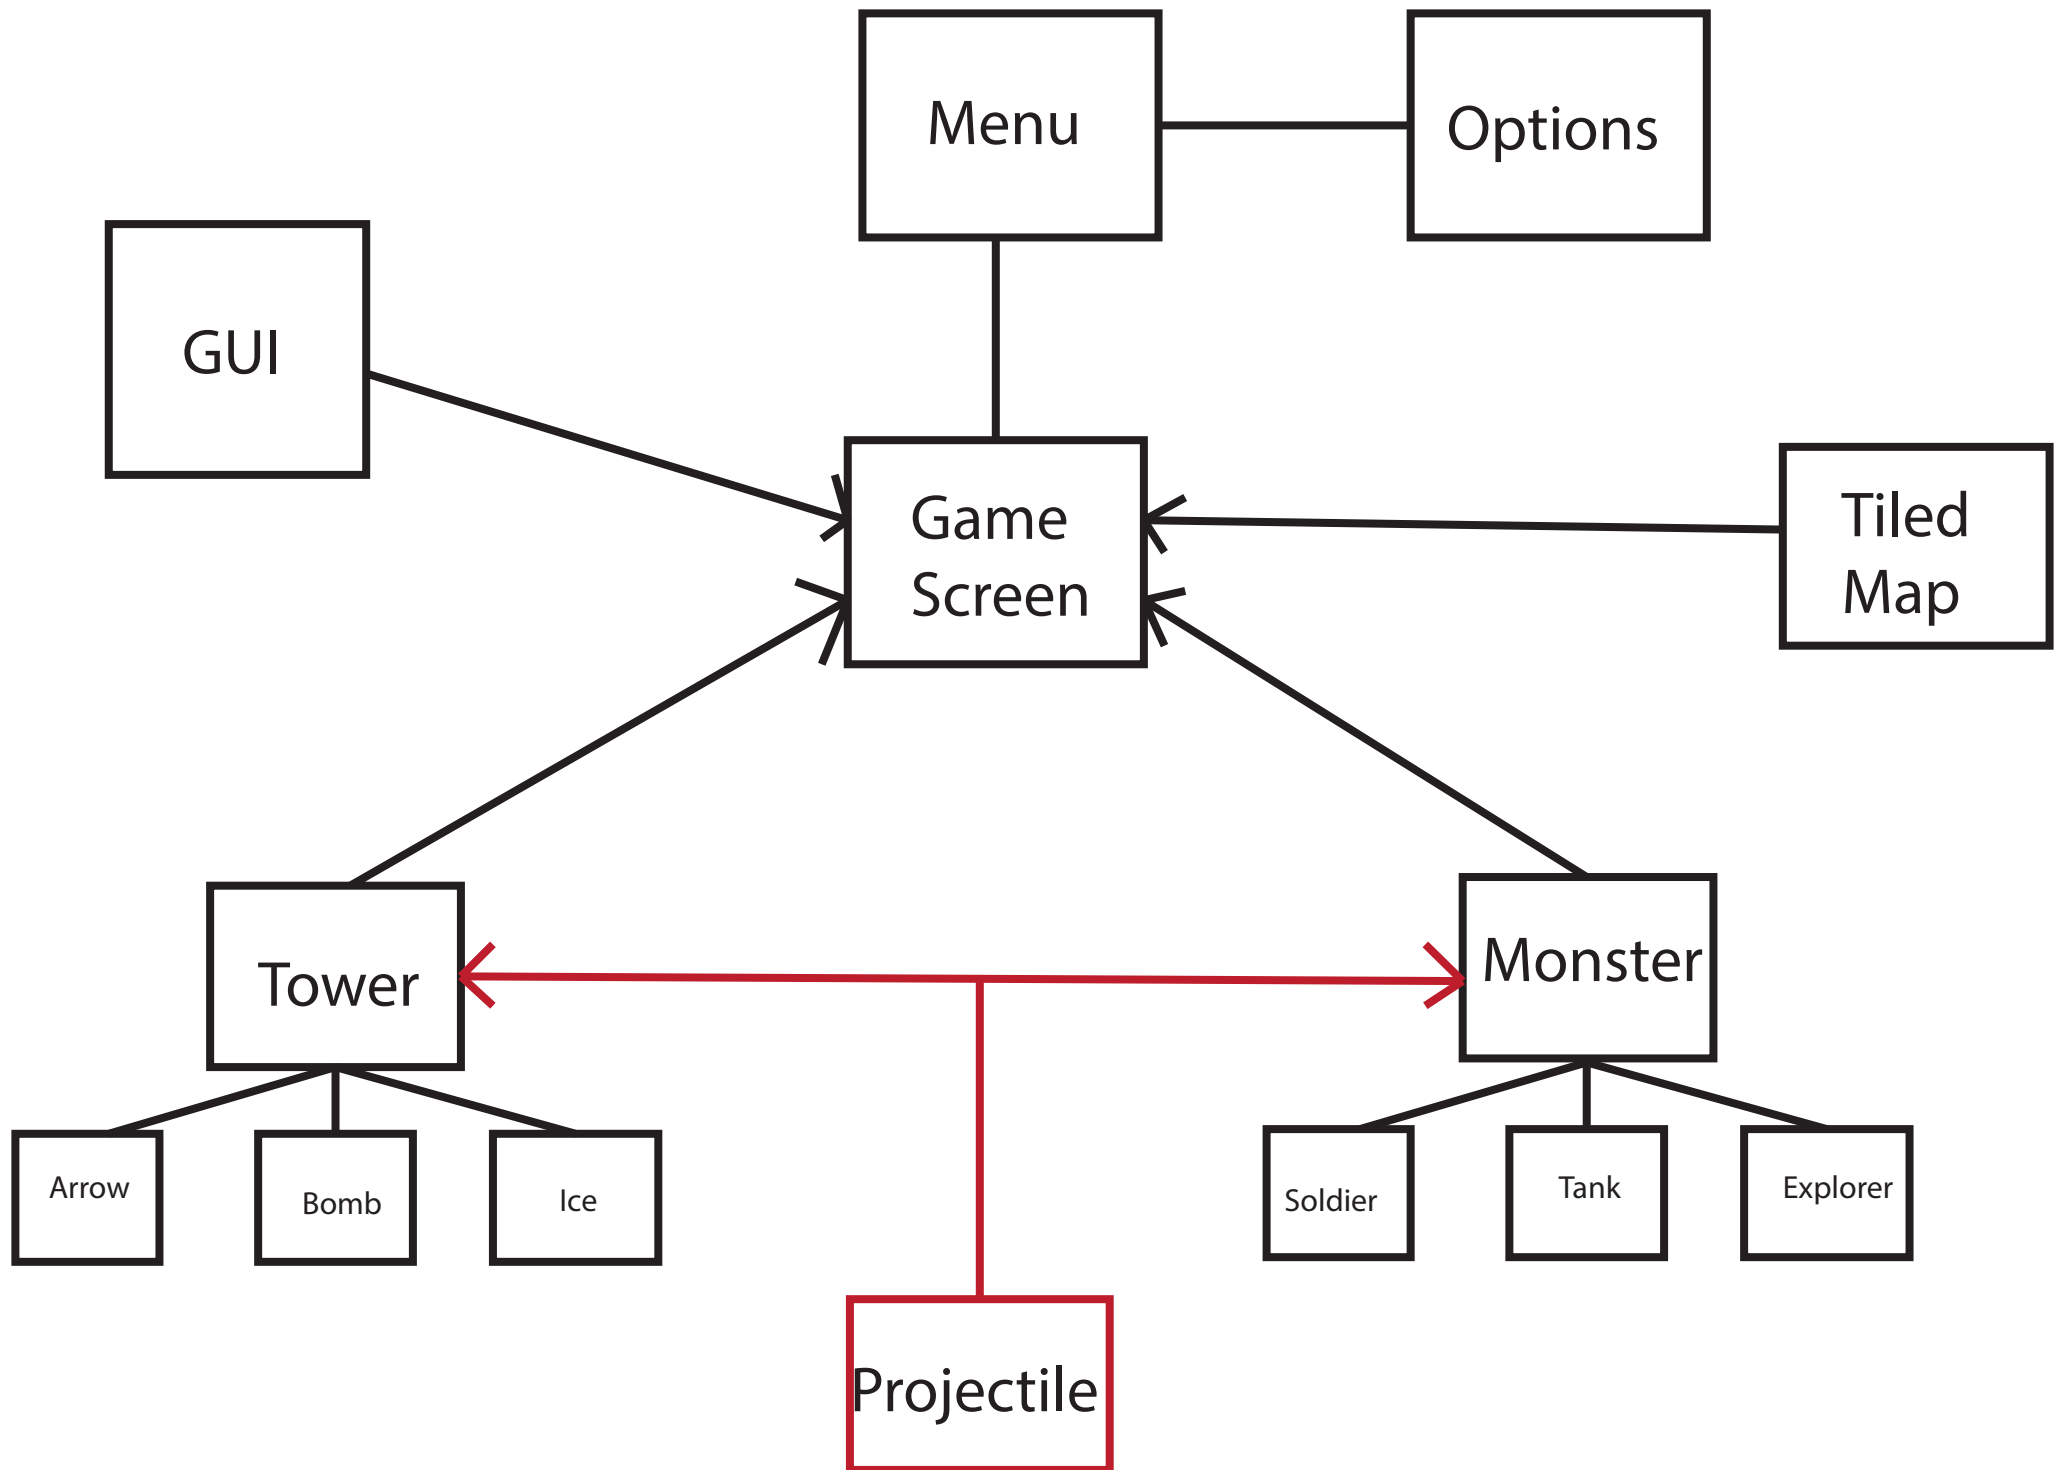 Menu
Options
GUI
Game
Screen
Tiled
Map
Tower
Monster
Arrow
Bomb
Ice
Soldier
Tank
Explorer
Projectile